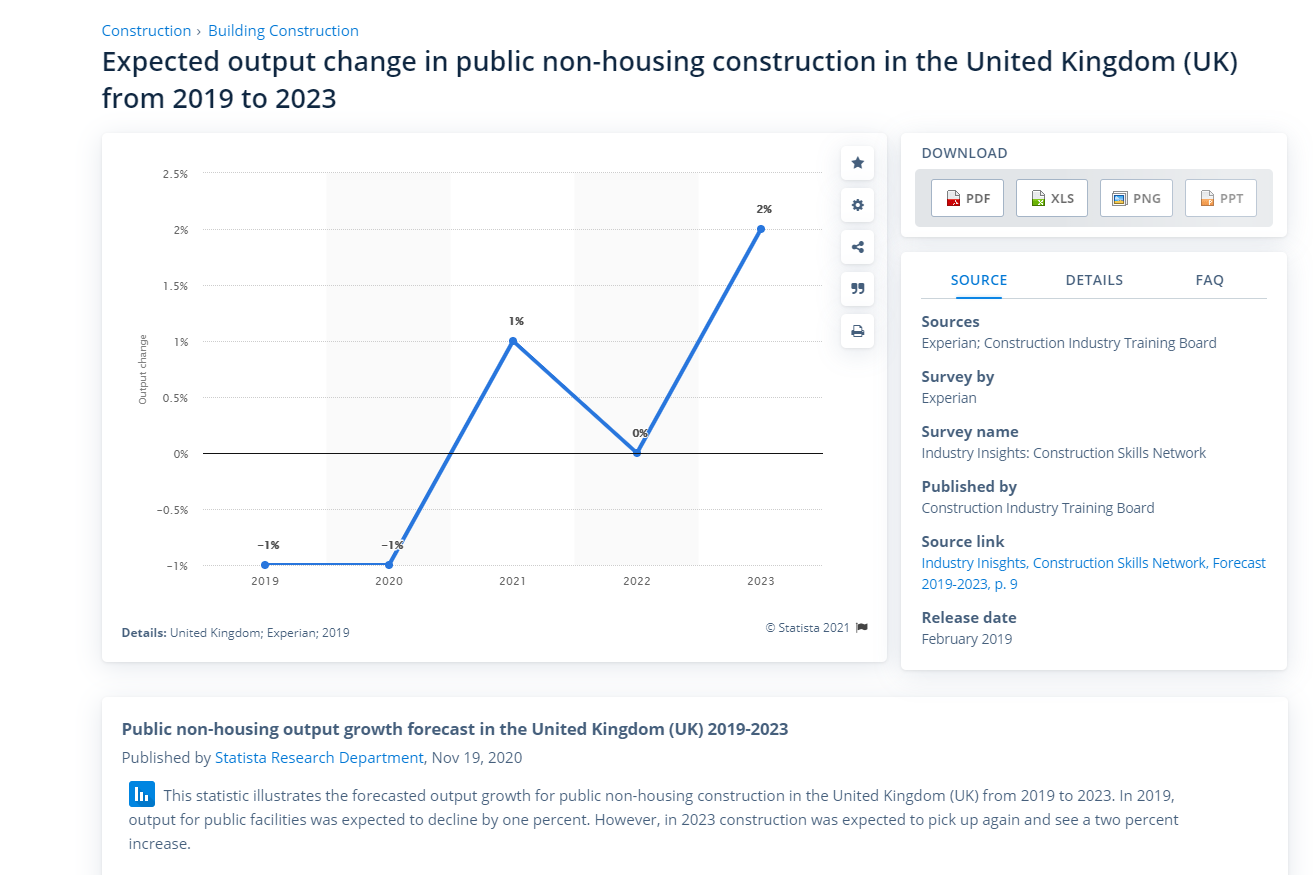 Construction › Building Construction
Expected output change in public non-housing construction in the United Kingdom (UK)
from 2019 to 2023
2.5%
2%
1.5%
1%
0.5%
0%
−0.5%
−1%
Output change
−1%
−1%
1%
0%
2%
2019 2020 2021 2022 2023
Details: United Kingdom; Experian; 2019
© Statista 2021
DOWNLOAD
PDF XLS PNG PPT
SOURCE DETAILS FAQ
Sources
Experian; Construction Industry Training Board
Survey by
Experian
Survey name
Industry Insights: Construction Skills Network
Published by
Construction Industry Training Board
Source link
Industry Inisghts, Construction Skills Network, Forecast
2019-2023, p. 9
Release date
February 2019
Public non-housing output growth forecast in the United Kingdom (UK) 2019-2023
Published by Statista Research Department, Nov 19, 2020
This statistic illustrates the forecasted output growth for public non-housing construction in the United Kingdom (UK) from 2019 to 2023. In 2019,
output for public facilities was expected to decline by one percent. However, in 2023 construction was expected to pick up again and see a two percent
increase.